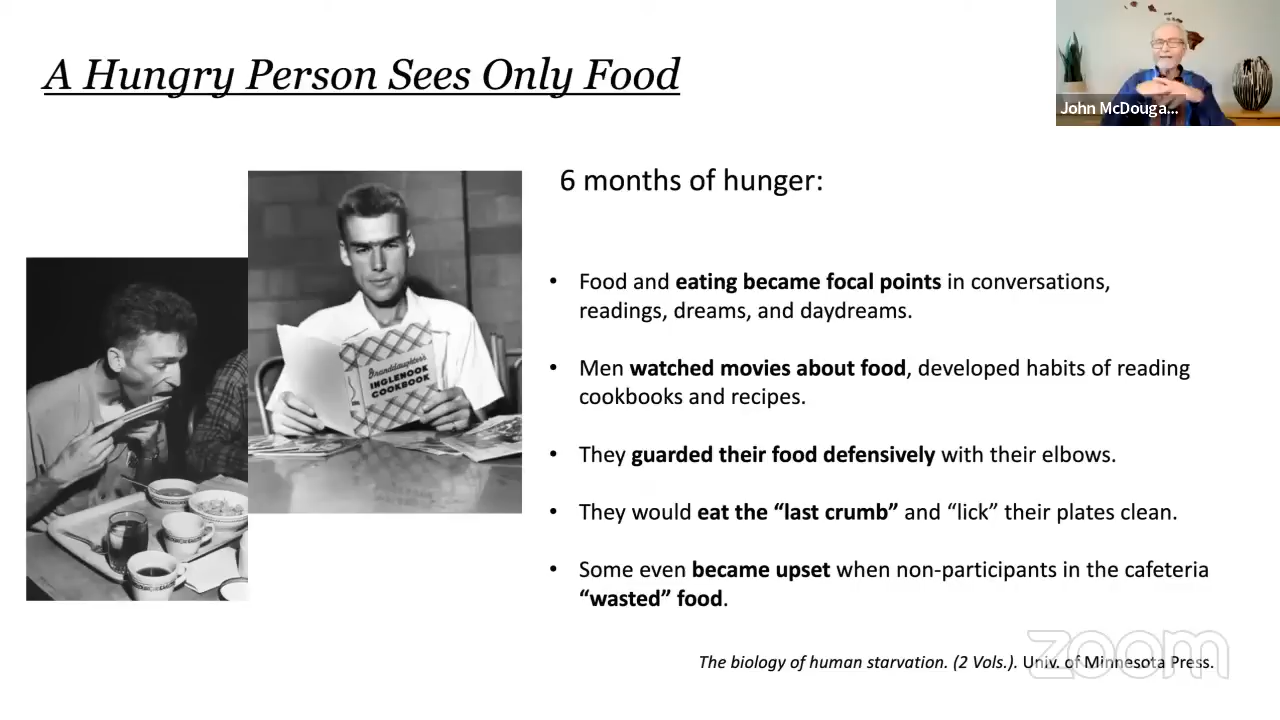 A Hungry Person Sees Only Food
John McDouga...
6 months of hunger:
• Food and eating became focal points in conversations,
readings, dreams, and daydreams.
• Men watched movies about food, developed habits of reading
cookbooks and recipes.
• They guarded their food defensively with their elbows.
• They would eat the “last crumb” and “lick” their plates clean.
• Some even became upset when non-participants in the cafeteria
“wasted” food.
Granddaughter's
INGLENOOK
COOKBOOK
The biology of human starvation. (2 Vols.). Univ. of Minnesota Press.
zoom